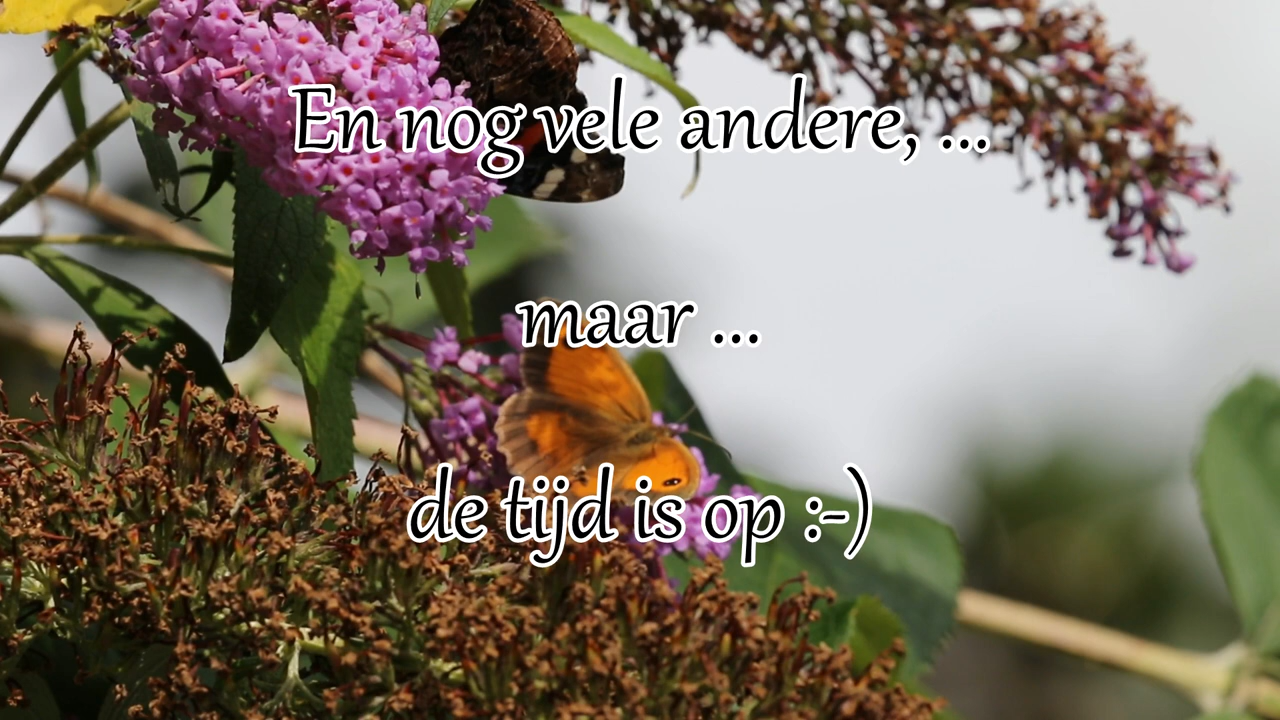 En nog vele andere, ...
maar ...
de tijd is op :-)